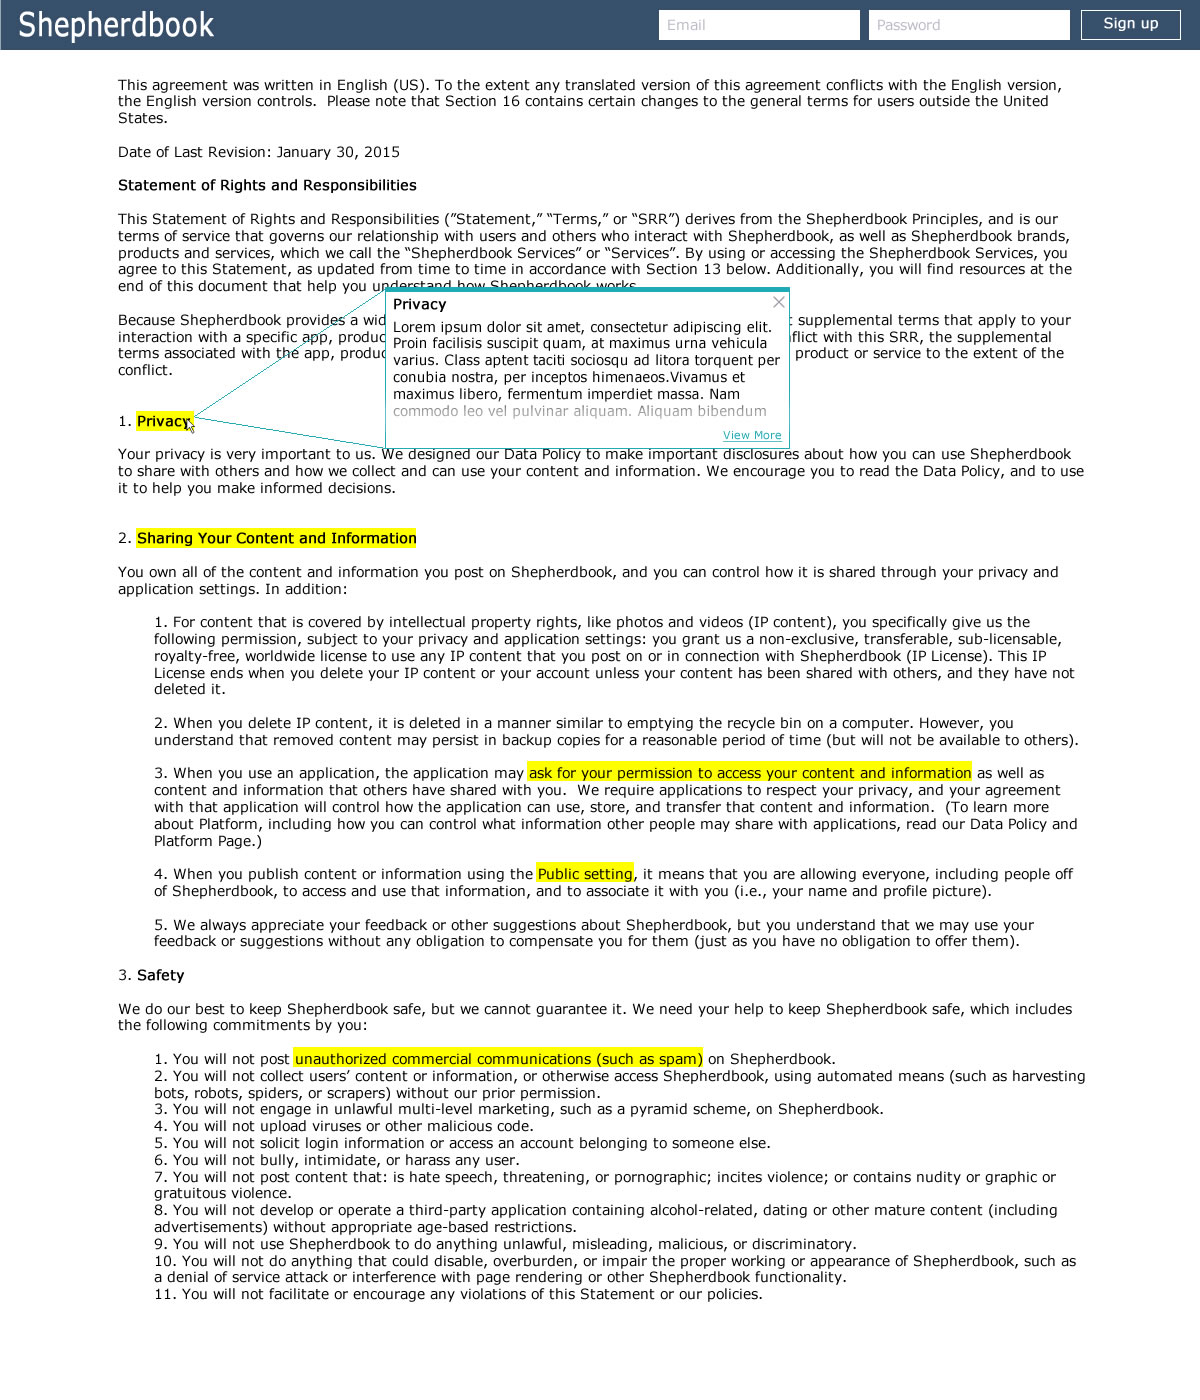 Shepherdbook
Email
Password
Sign up
This agreement was written in English (US). To the extent any translated version of this agreement conflicts with the English version,
the English version controls.  Please note that Section 16 contains certain changes to the general terms for users outside the United
States.
Date of Last Revision: January 30, 2015
Statement of Rights and Responsibilities
This Statement of Rights and Responsibilities (”Statement,” “Terms,” or “SRR”) derives from the Shepherdbook Principles, and is our
terms of service that governs our relationship with users and others who interact with Shepherdbook, as well as Shepherdbook brands,
products and services, which we call the “Shepherdbook Services” or “Services”. By using or accessing the Shepherdbook Services, you
agree to this Statement, as updated from time to time in accordance with Section 13 below. Additionally, you will find resources at the
end of this document that help you understand how Shepherdbook works.
Because Shepherdbook provides a supplemental terms that apply to your
interaction with a specific app, this SRR, the supplemental
terms associated with the app, product or service to the extent of the
conflict.
Privacy
Lorem ipsum dolor sit amet, consectetur adipiscing elit.
Proin facilisis suscipit quam, at maximus urna vehicula
varius. Class aptent taciti sociosqu ad litora torquent per
conubia nostra, per inceptos himenaeos.Vivamus et
maximus libero, fermentum imperdiet massa. Nam
commodo leo vel pulvinar aliquam. Aliquam bibendum
View More
1. Privacy
Your privacy is very important to us. We designed our Data Policy to make important disclosures about how you can use Shepherdbook
to share with others and how we collect and can use your content and information. We encourage you to read the Data Policy, and to use
it to help you make informed decisions.
2. Sharing Your Content and Information
You own all of the content and information you post on Shepherdbook, and you can control how it is shared through your privacy and
application settings. In addition:
1. For content that is covered by intellectual property rights, like photos and videos (IP content), you specifically give us the
following permission, subject to your privacy and application settings: you grant us a non-exclusive, transferable, sub-licensable,
royalty-free, worldwide license to use any IP content that you post on or in connection with Shepherdbook (IP License). This IP
License ends when you delete your IP content or your account unless your content has been shared with others, and they have not
deleted it.
2. When you delete IP content, it is deleted in a manner similar to emptying the recycle bin on a computer. However, you
understand that removed content may persist in backup copies for a reasonable period of time (but will not be available to others).
3. When you use an application, the application may ask for your permission to access your content and information as well as
content and information that others have shared with you.  We require applications to respect your privacy, and your agreement
with that application will control how the application can use, store, and transfer that content and information.  (To learn more
about Platform, including how you can control what information other people may share with applications, read our Data Policy and
Platform Page.)
4. When you publish content or information using the Public setting, it means that you are allowing everyone, including people off
of Shepherdbook, to access and use that information, and to associate it with you (i.e., your name and profile picture).
5. We always appreciate your feedback or other suggestions about Shepherdbook, but you understand that we may use your
feedback or suggestions without any obligation to compensate you for them (just as you have no obligation to offer them).
3. Safety
We do our best to keep Shepherdbook safe, but we cannot guarantee it. We need your help to keep Shepherdbook safe, which includes
the following commitments by you:
1. You will not post unauthorized commercial communications (such as spam) on Shepherdbook.
2. You will not collect users’ content or information, or otherwise access Shepherdbook, using automated means (such as harvesting
bots, robots, spiders, or scrapers) without our prior permission.
3. You will not engage in unlawful multi-level marketing, such as a pyramid scheme, on Shepherdbook.
4. You will not upload viruses or other malicious code.
5. You will not solicit login information or access an account belonging to someone else.
6. You will not bully, intimidate, or harass any user.
7. You will not post content that: is hate speech, threatening, or pornographic; incites violence; or contains nudity or graphic or
gratuitous violence.
8. You will not develop or operate a third-party application containing alcohol-related, dating or other mature content (including
advertisements) without appropriate age-based restrictions.
9. You will not use Shepherdbook to do anything unlawful, misleading, malicious, or discriminatory.
10. You will not do anything that could disable, overburden, or impair the proper working or appearance of Shepherdbook, such as
a denial of service attack or interference with page rendering or other Shepherdbook functionality.
11. You will not facilitate or encourage any violations of this Statement or our policies.